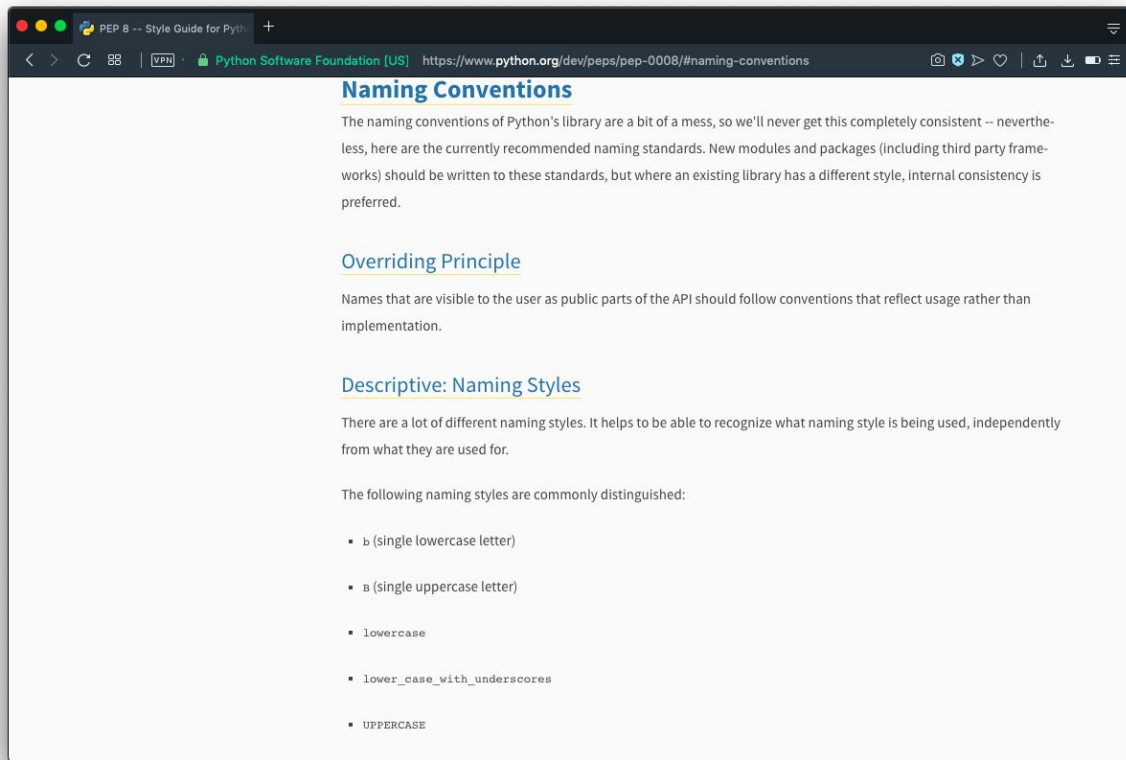 PEP 8 -- Style Guide for Pyth
VPN
Python Software Foundation [US] https://www.python.org/dev/peps/pep-0008/#naming-conventions
Naming Conventions
The naming conventions of Python's library are a bit of a mess, so we'll never get this completely consistent -- neverthe-
less, here are the currently recommended naming standards. New modules and packages (including third party frame-
works) should be written to these standards, but where an existing library has a different style, internal consistency is
preferred.
Overriding Principle
Names that are visible to the user as public parts of the API should follow conventions that reflect usage rather than
implementation.
Descriptive: Naming Styles
There are a lot of different naming styles. It helps to be able to recognize what naming style is being used, independently
from what they are used for.
The following naming styles are commonly distinguished:
▪ b (single lowercase letter)
▪ B (single uppercase letter)
▪ lowercase
▪ lower_case_with_underscores
▪ UPPERCASE